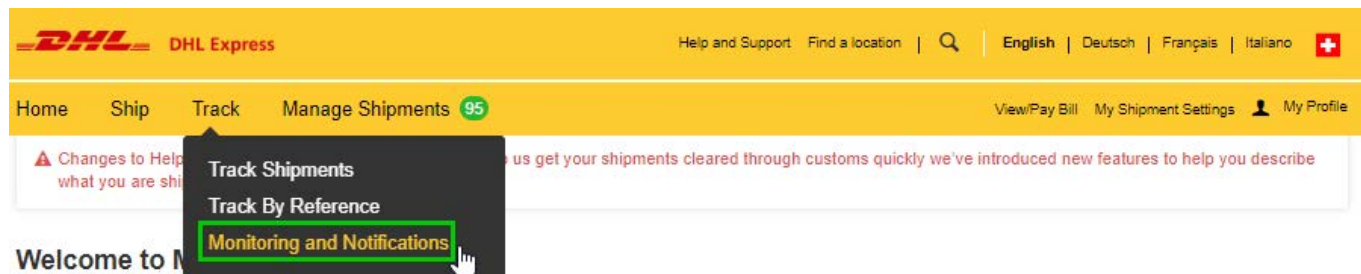 DHL DHL Express Help and Support Find a location | English | Deutsch | Français | Italiano
Home Ship Track Manage Shipments 95 View/Pay Bill My Shipment Settings My Profile
Changes to Help us get your shipments cleared through customs quickly we've introduced new features to help you describe
what you are
Track Shipments
Track By Reference
Monitoring and Notifications
Welcome to